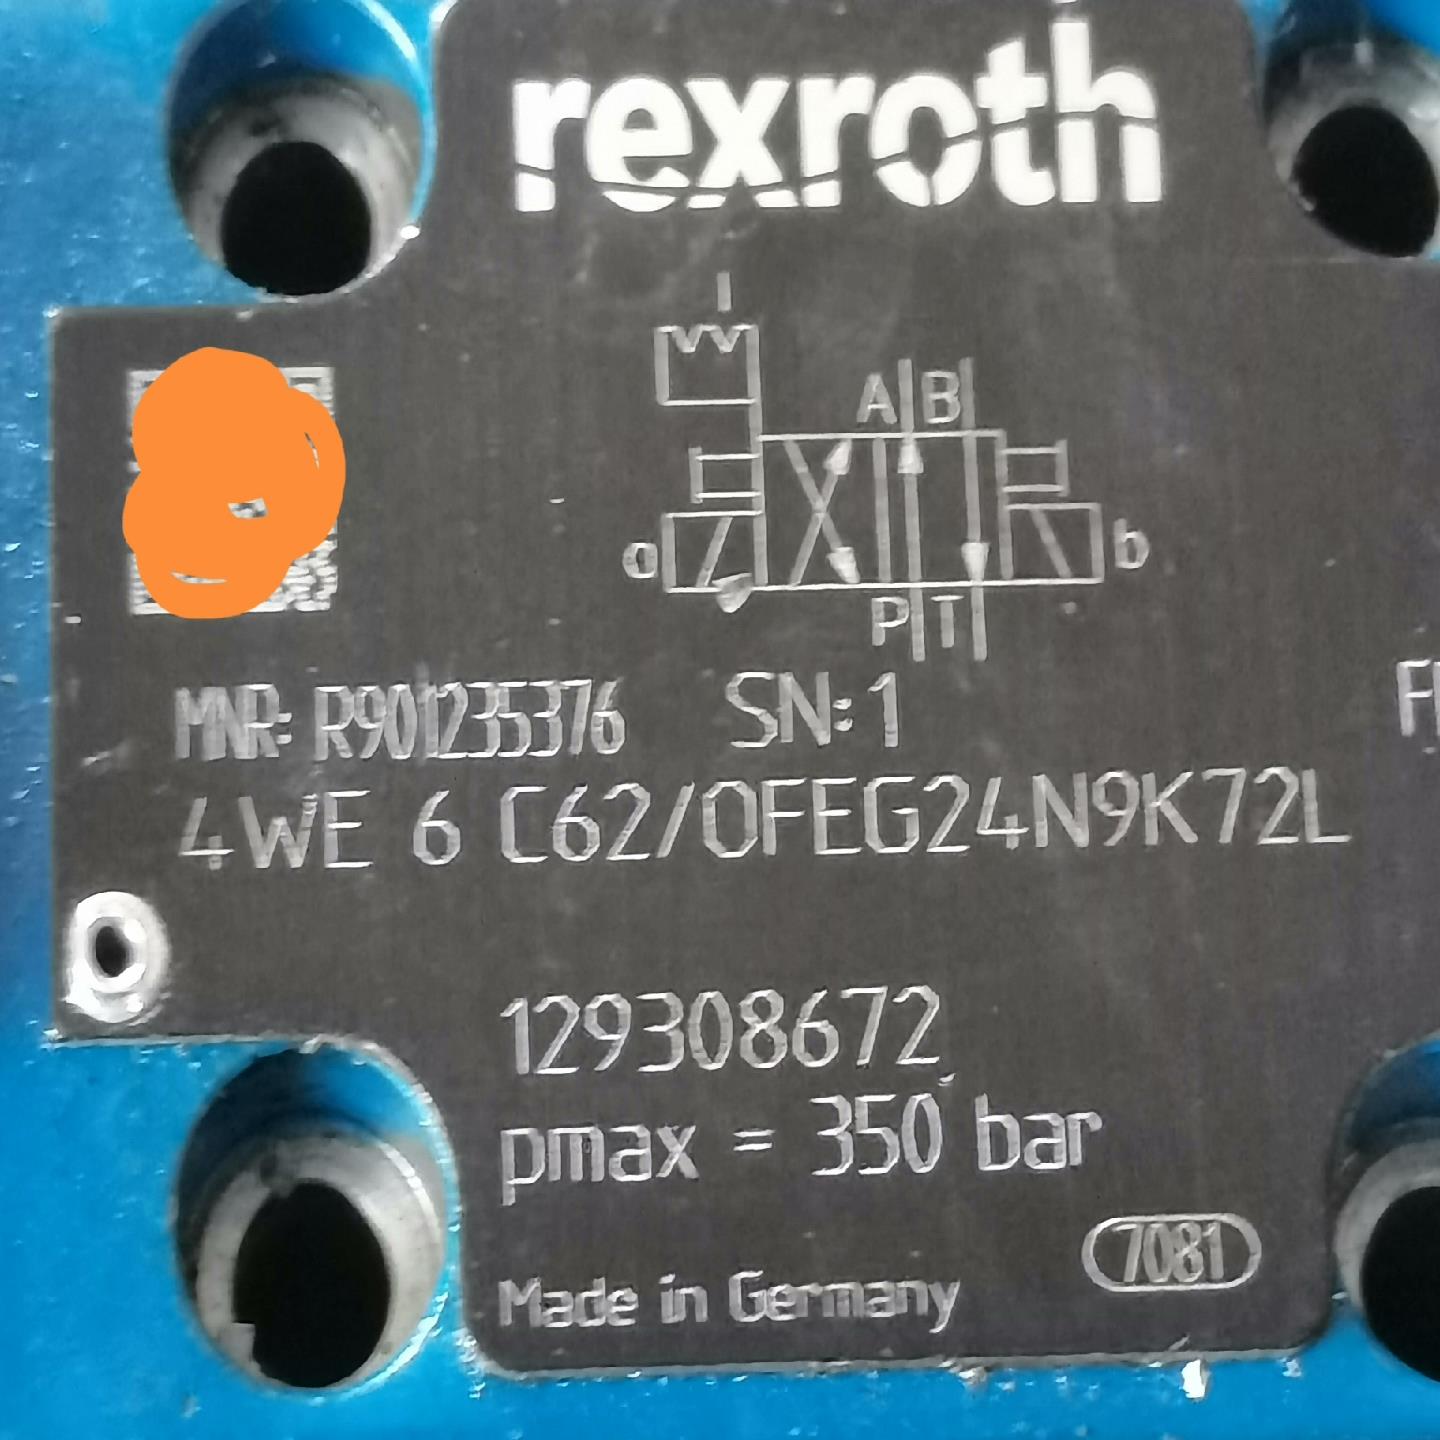 rexroth
A B
a b
P T
MNR: R901235376 SN: 1
4WE 6 C62/OFEG24N9K72L
129308672
pmax = 350 bar
7081
Made in Germany